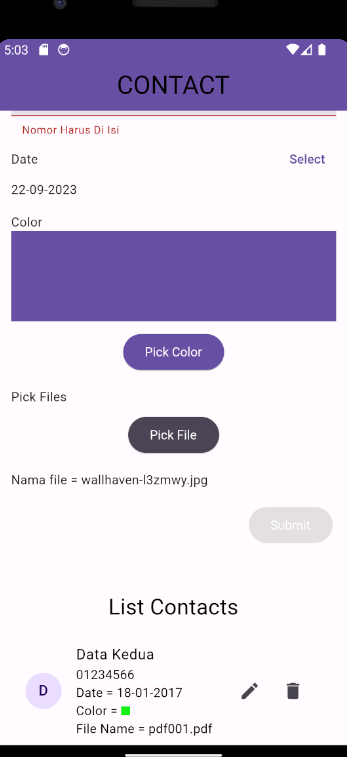 5:03
CONTACT
Nomor Harus Di Isi
Date
Select
22-09-2023
Color
Pick Color
Pick Files
Pick File
Nama file = wallhaven-l3zmwy.jpg
Submit
List Contacts
D
Data Kedua
01234566
Date = 18-01-2017
Color =
File Name = pdf001.pdf